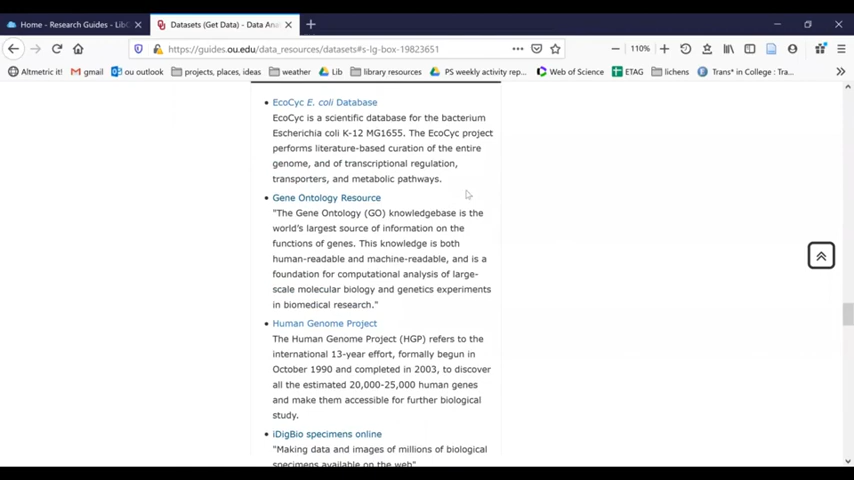 Home - Research Guides - LibG
Datasets (Get Data) - Data Ana
https://guides.ou.edu/data_resources/datasets#s-lg-box-19823651
110%
Altmetric it! gmail ou outlook projects, places, ideas weather Lib library resources PS weekly activity rep... Web of Science ETAG lichens Trans* in College : Tra...
EcoCyc E. coli Database
EcoCyc is a scientific database for the bacterium
Escherichia coli K-12 MG1655. The EcoCyc project
performs literature-based curation of the entire
genome, and of transcriptional regulation,
transporters, and metabolic pathways.
Gene Ontology Resource
"The Gene Ontology (GO) knowledgebase is the
world's largest source of information on the
functions of genes. This knowledge is both
human-readable and machine-readable, and is a
foundation for computational analysis of large-
scale molecular biology and genetics experiments
in biomedical research."
Human Genome Project
The Human Genome Project (HGP) refers to the
international 13-year effort, formally begun in
October 1990 and completed in 2003, to discover
all the estimated 20,000-25,000 human genes
and make them accessible for further biological
study.
iDigBio specimens online
"Making data and images of millions of biological
specimens available on the web"